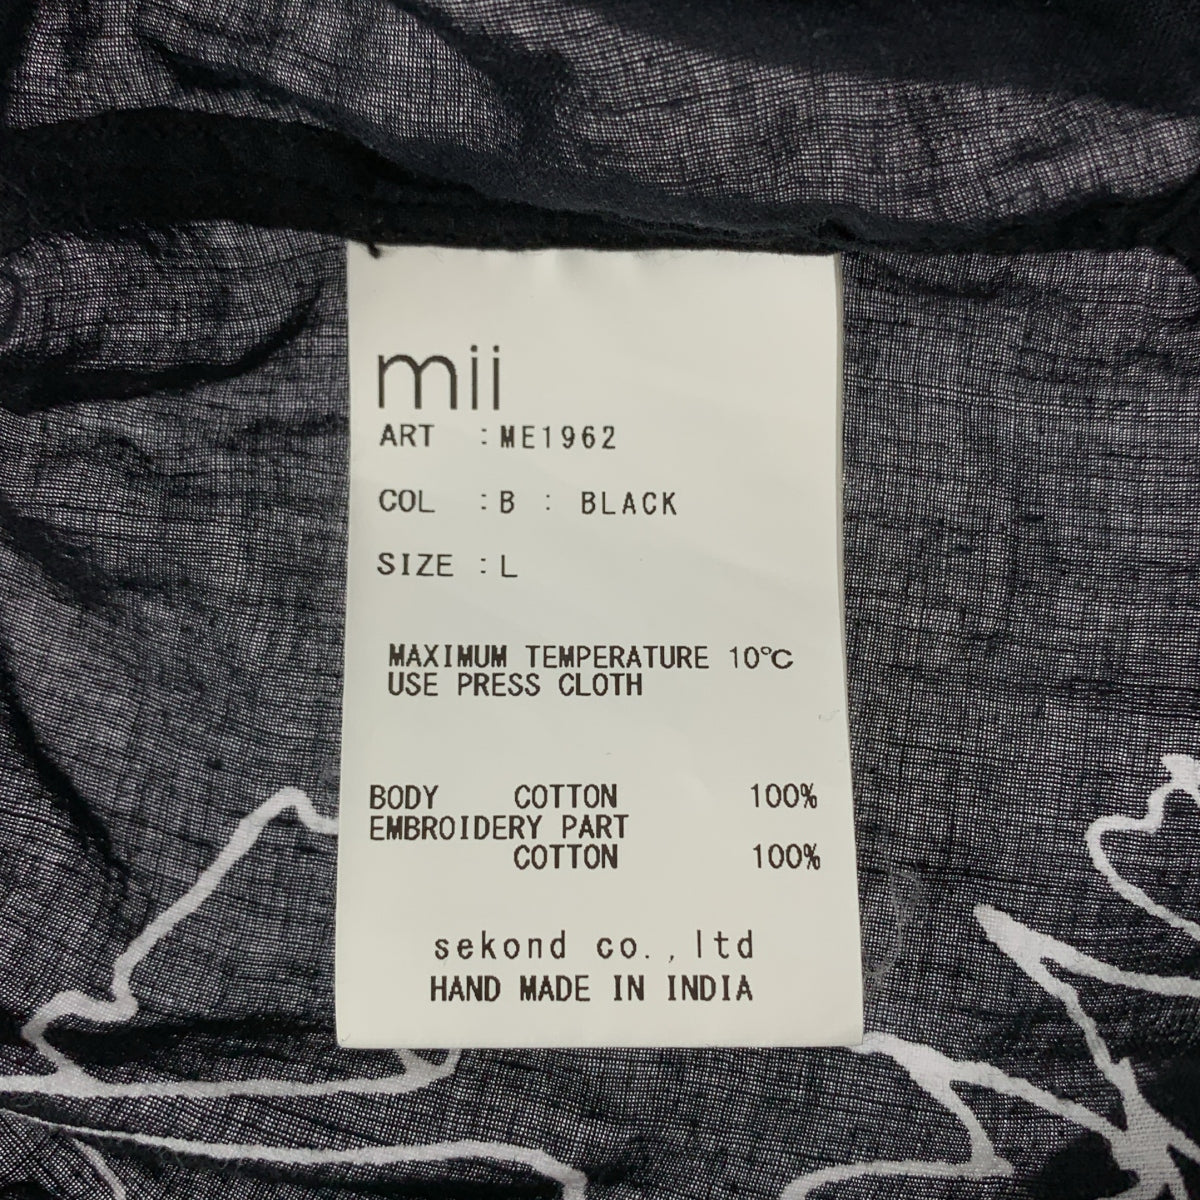 mii
ART : ME1962
COL : B : BLACK
SIZE : L
MAXIMUM TEMPERATURE 10℃
USE PRESS CLOTH
BODY COTTON 100%
EMBROIDERY PART
COTTON 100%
sekond co.,ltd
HAND MADE IN INDIA